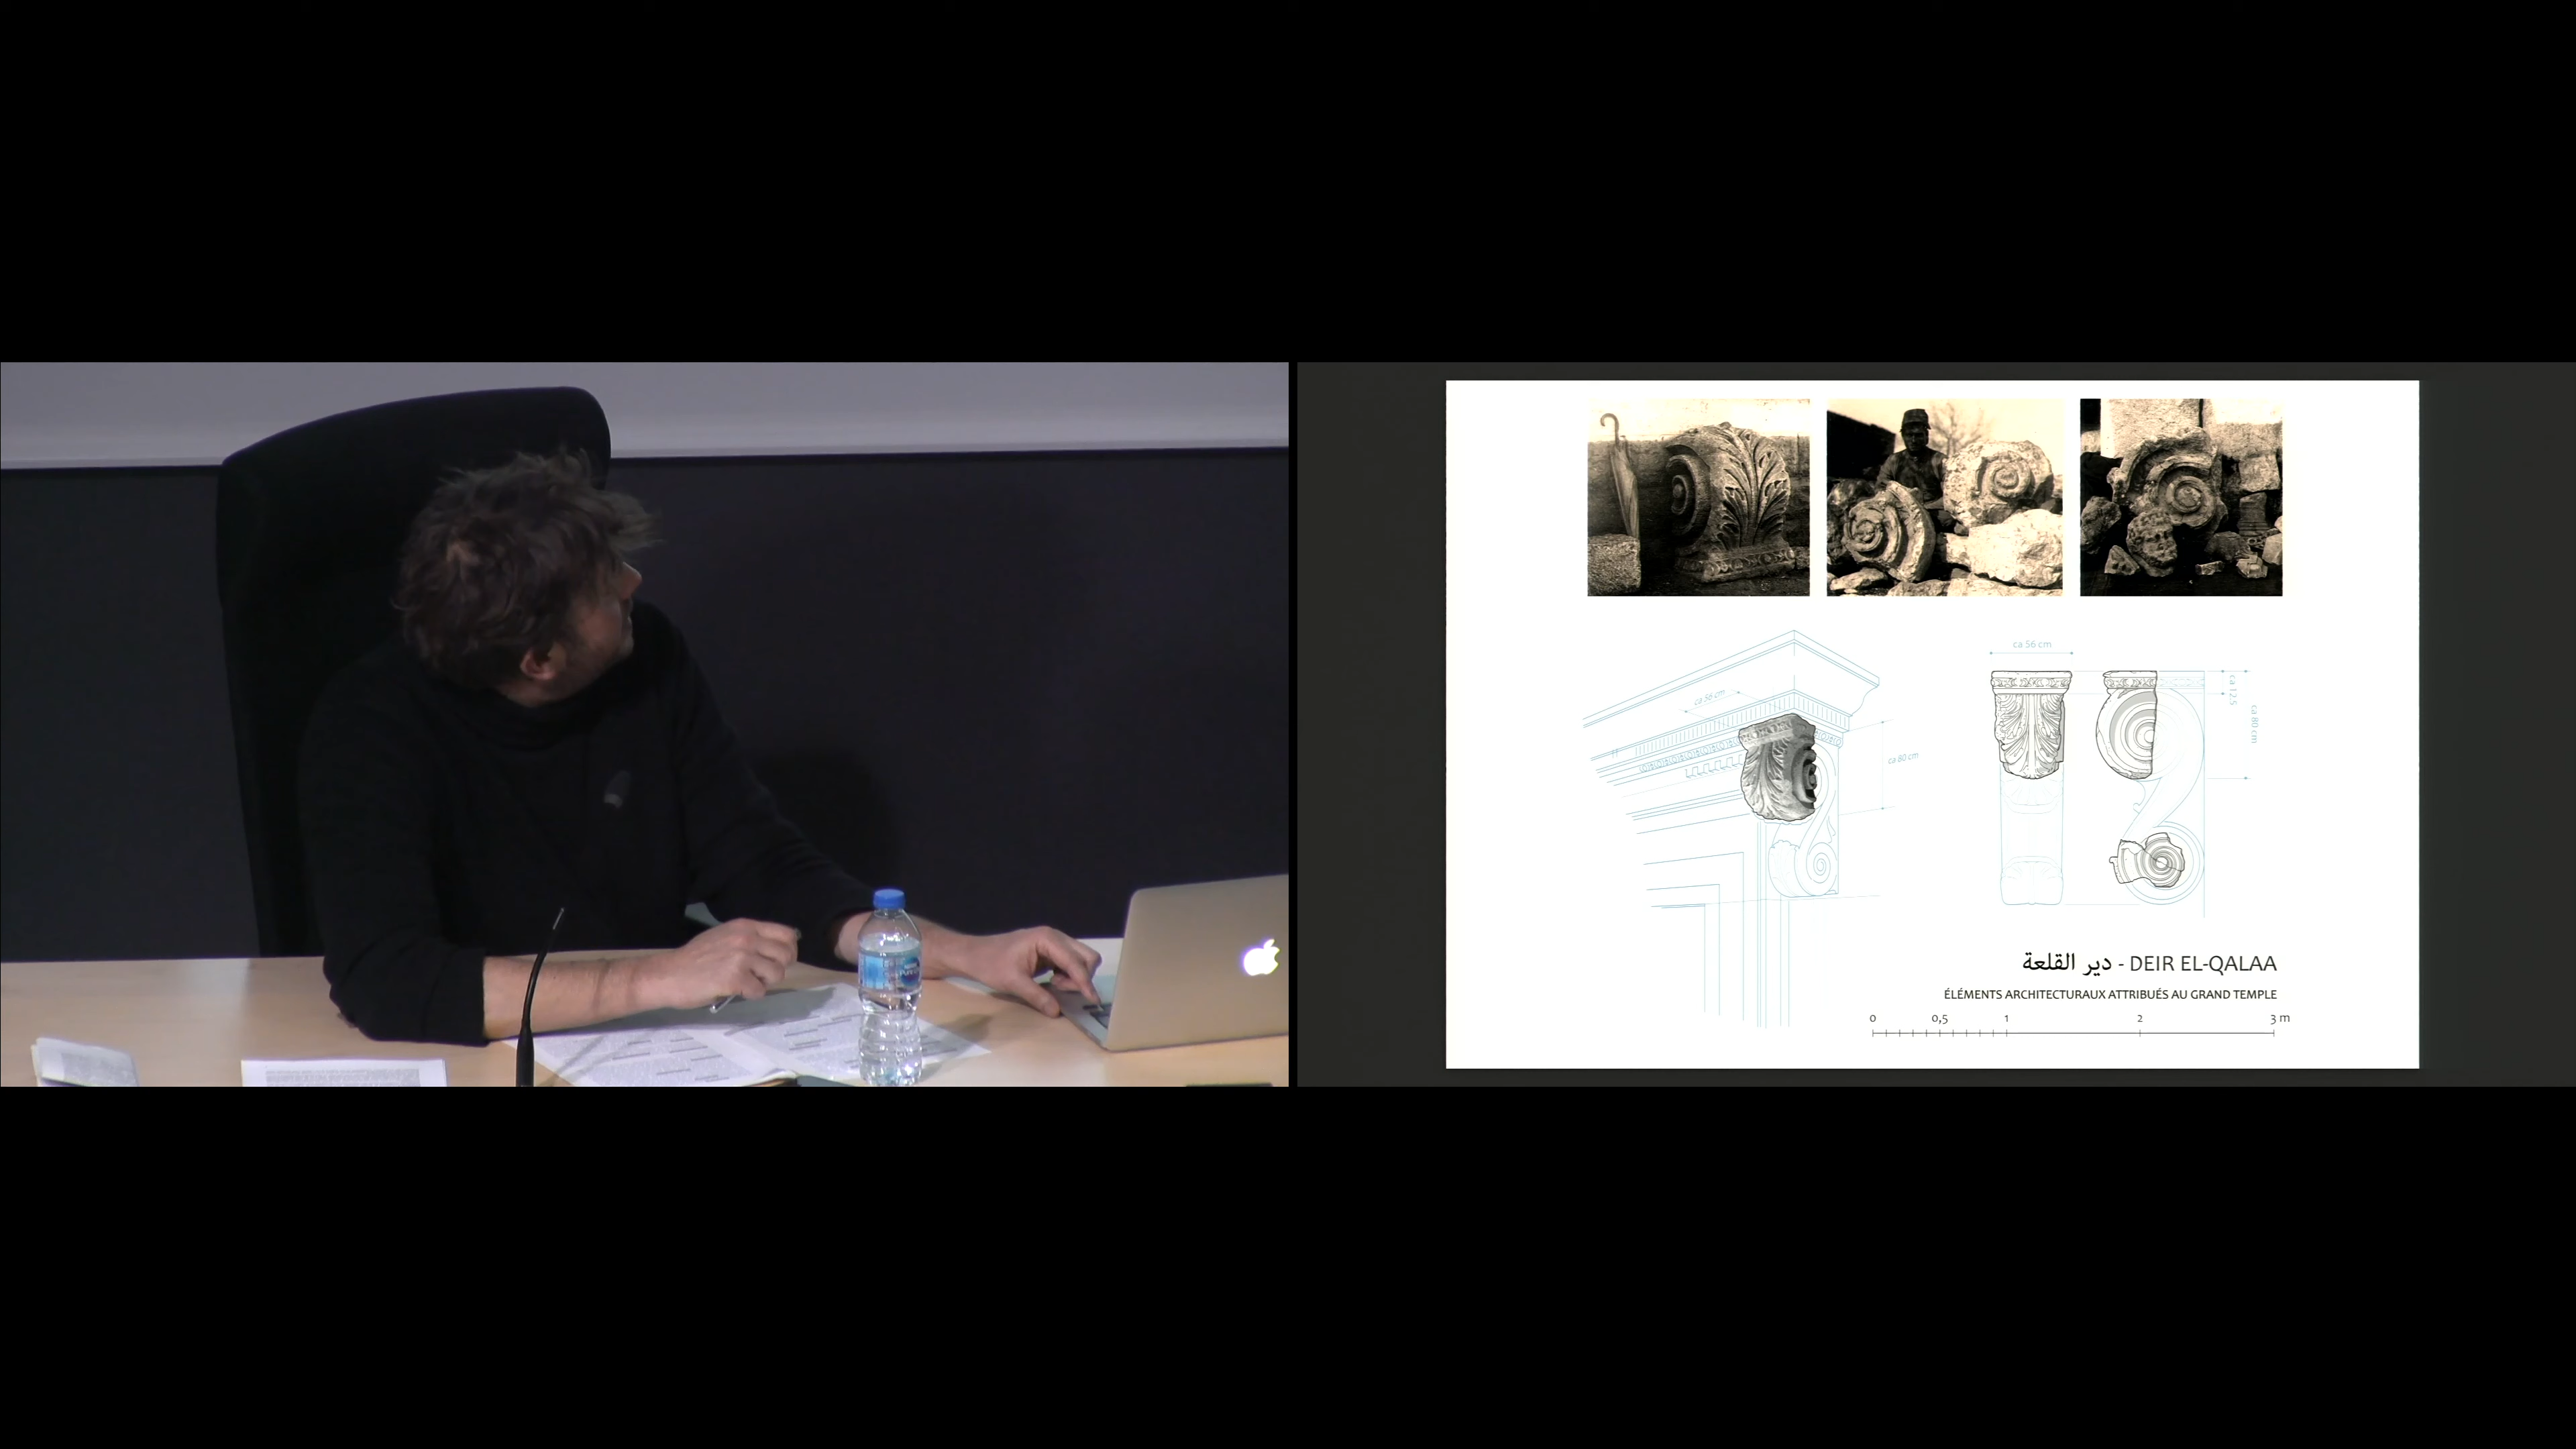 ca 56 cm
ca 56 cm
ca 12,5
ca 80 cm
ca 80 cm
دير القلعة - DEIR EL-QALAA
ÉLÉMENTS ARCHITECTURAUX ATTRIBUÉS AU GRAND TEMPLE
0 0,5 1 2 3 m